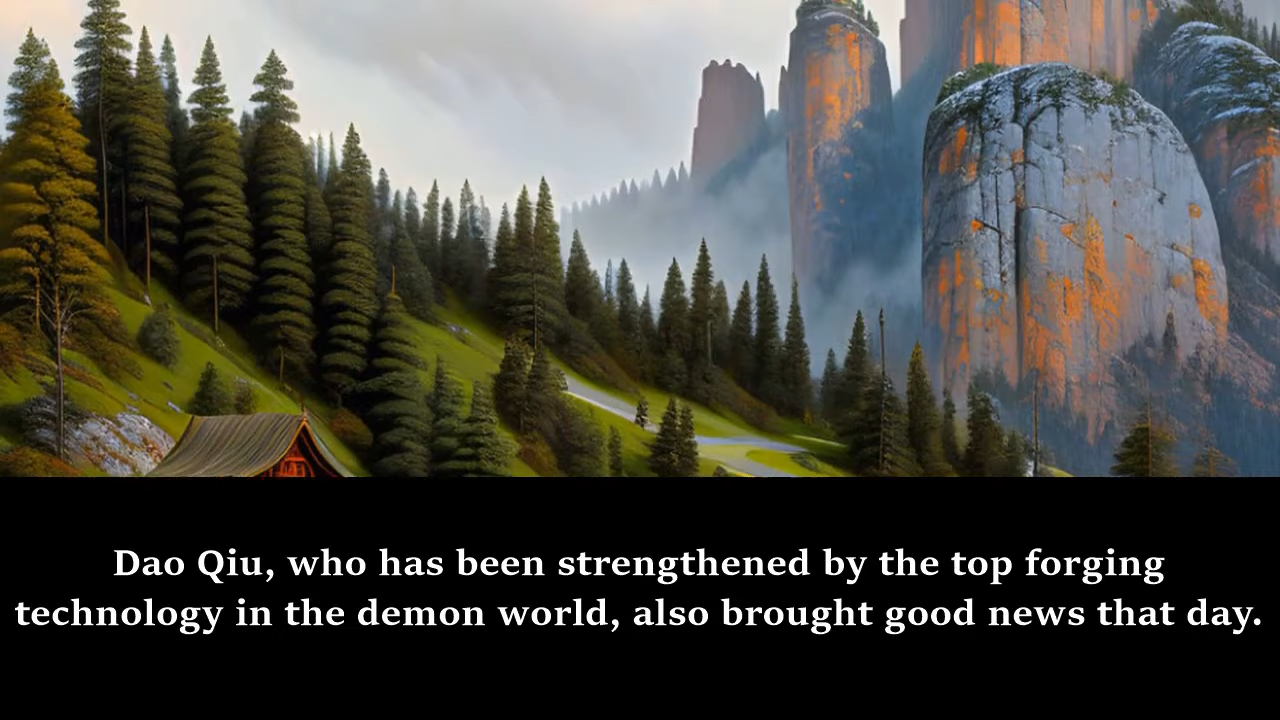 Dao Qiu, who has been strengthened by the top forging
technology in the demon world, also brought good news that day.